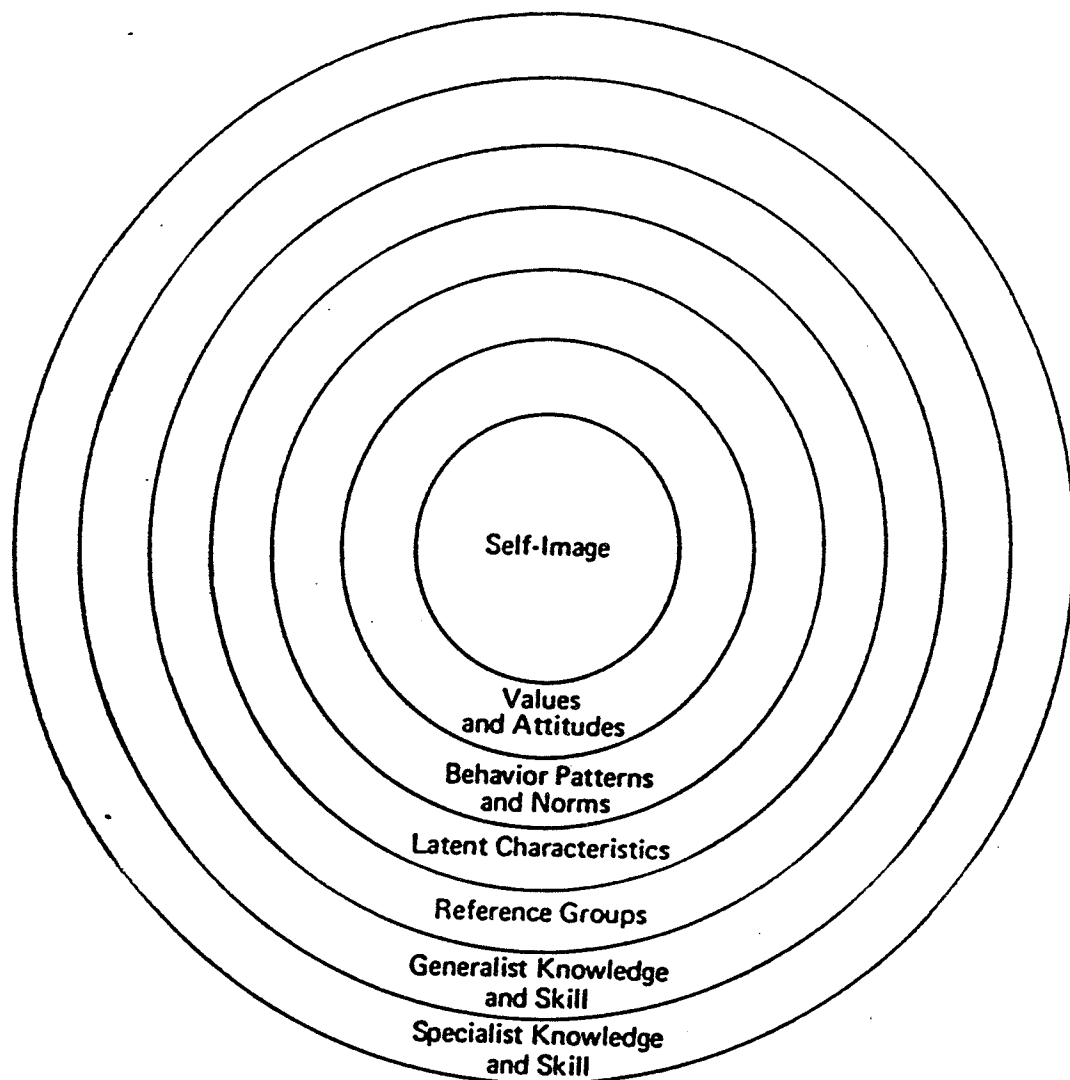 Self-Image
Values
and Attitudes
Behavior Patterns
and Norms
Latent Characteristics
Reference Groups
Generalist Knowledge
and Skill
Specialist Knowledge
and Skill